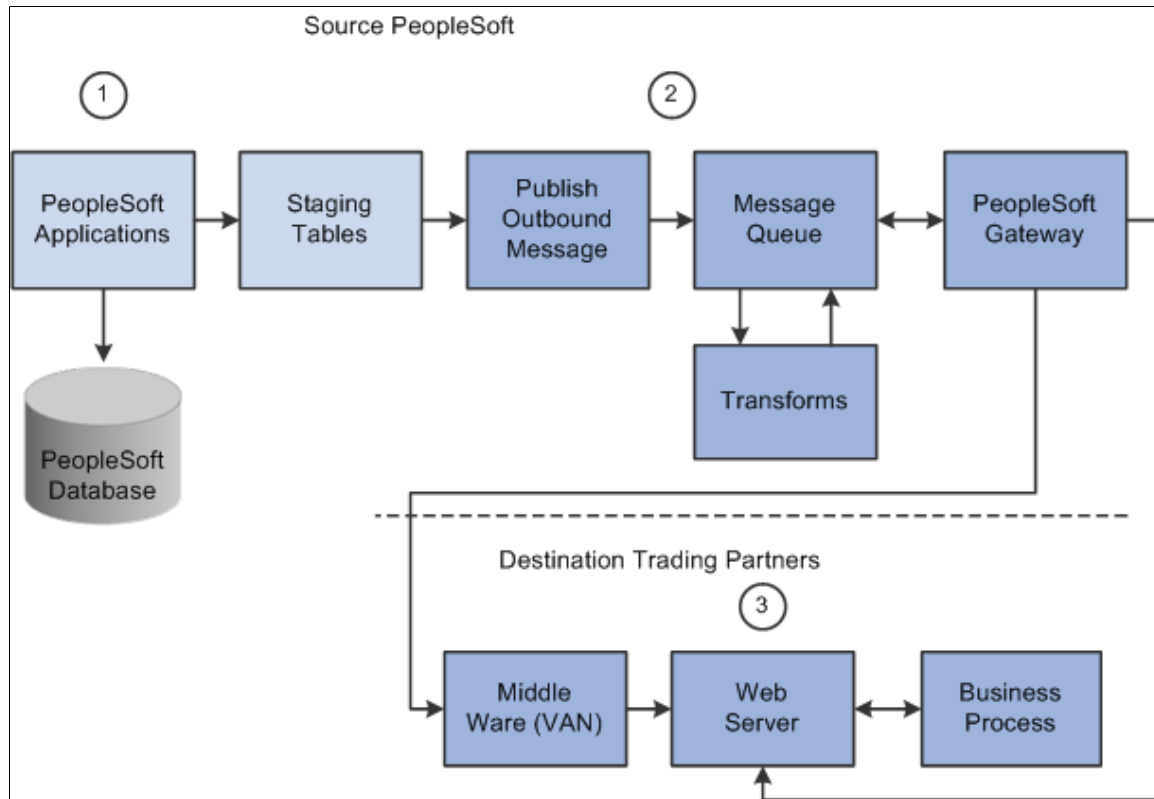 Source PeopleSoft
1
2
PeopleSoft
Applications
Staging
Tables
Publish
Outbound
Message
Message
Queue
PeopleSoft
Gateway
Transforms
PeopleSoft
Database
Destination Trading Partners
3
Middle
Ware (VAN)
Web
Server
Business
Process